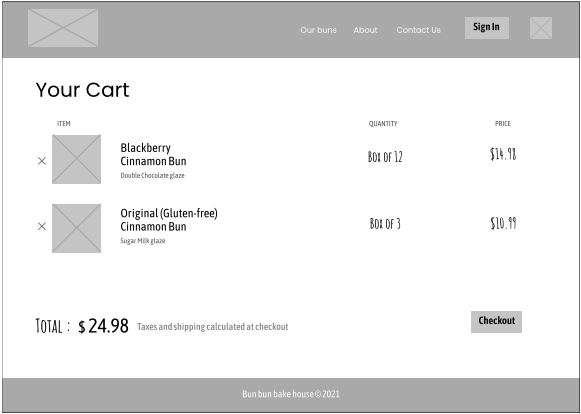 Our buns About Contact Us Sign In
Your Cart
ITEM QUANTITY PRICE
Blackberry
Cinnamon Bun
Double Chocolate glaze
Box of 12
$14.98
Original (Gluten-free)
Cinnamon Bun
Sugar Milk glaze
Box of 3
$10.99
Total : $ 24.98 Taxes and shipping calculated at checkout
Checkout
Bun bun bake house©2021